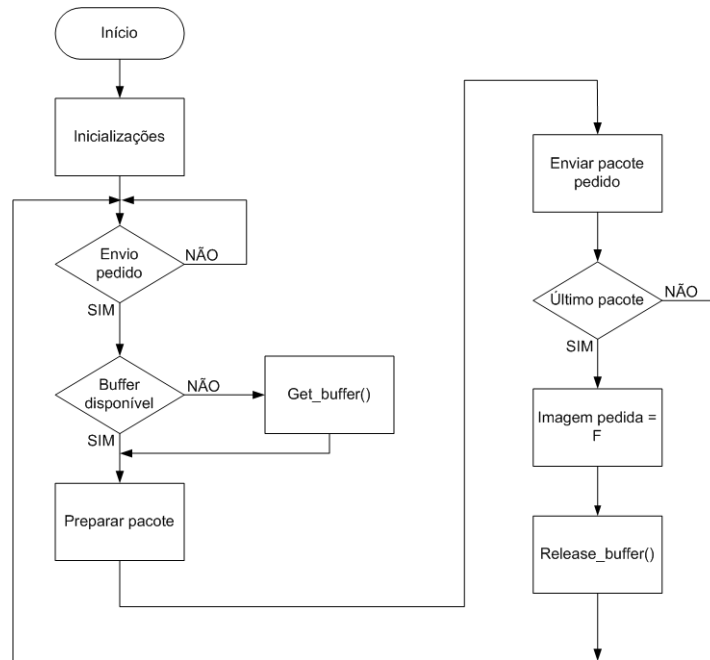 Início
Inicializações
Envio
pedido
NÃO
SIM
Buffer
disponível
NÃO
Get_buffer()
SIM
Preparar pacote
Enviar pacote
pedido
Último pacote
NÃO
SIM
Imagem pedida =
F
Release_buffer()